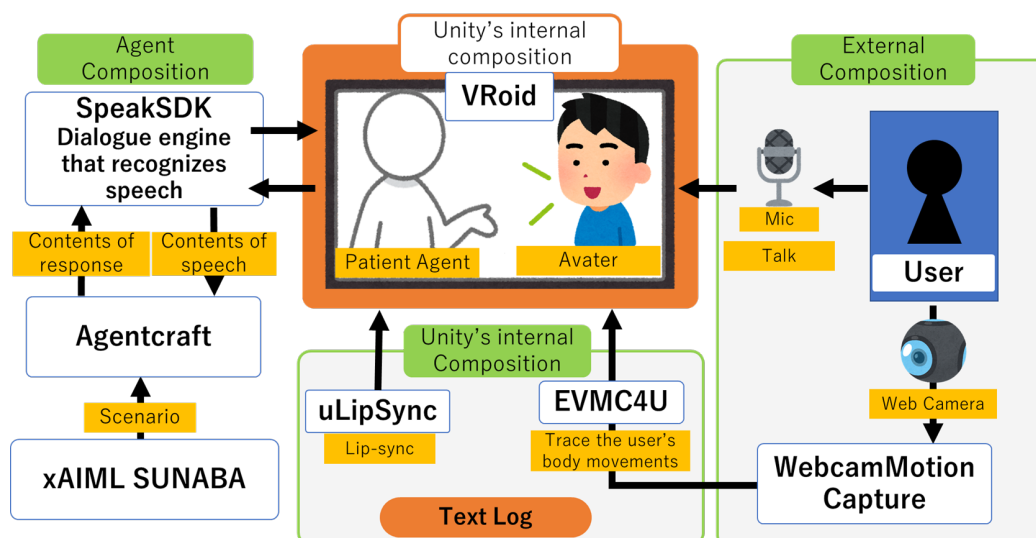 Agent
Composition
SpeakSDK
Dialogue engine
that recognizes
speech
Contents of
response
Contents of
speech
Agentcraft
Scenario
xAIML SUNABA
Unity's internal
composition
VRoid
Patient Agent
Avater
Unity's internal
Composition
uLipSync
Lip-sync
EVMC4U
Trace the user's
body movements
Text Log
External
Composition
Mic
Talk
User
Web Camera
WebcamMotion
Capture